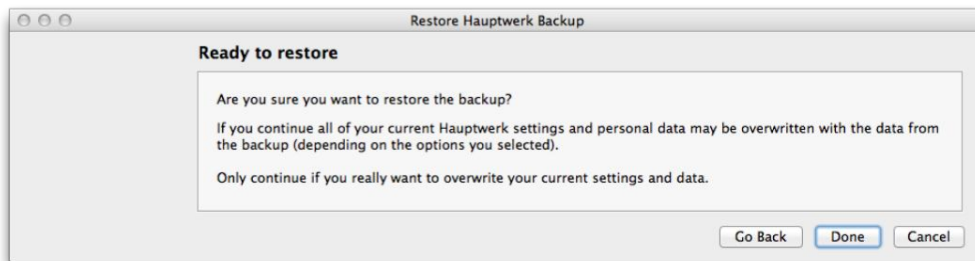 Restore Hauptwerk Backup
Ready to restore
Are you sure you want to restore the backup?
If you continue all of your current Hauptwerk settings and personal data may be overwritten with the data from
the backup (depending on the options you selected).
Only continue if you really want to overwrite your current settings and data.
Go Back Done Cancel